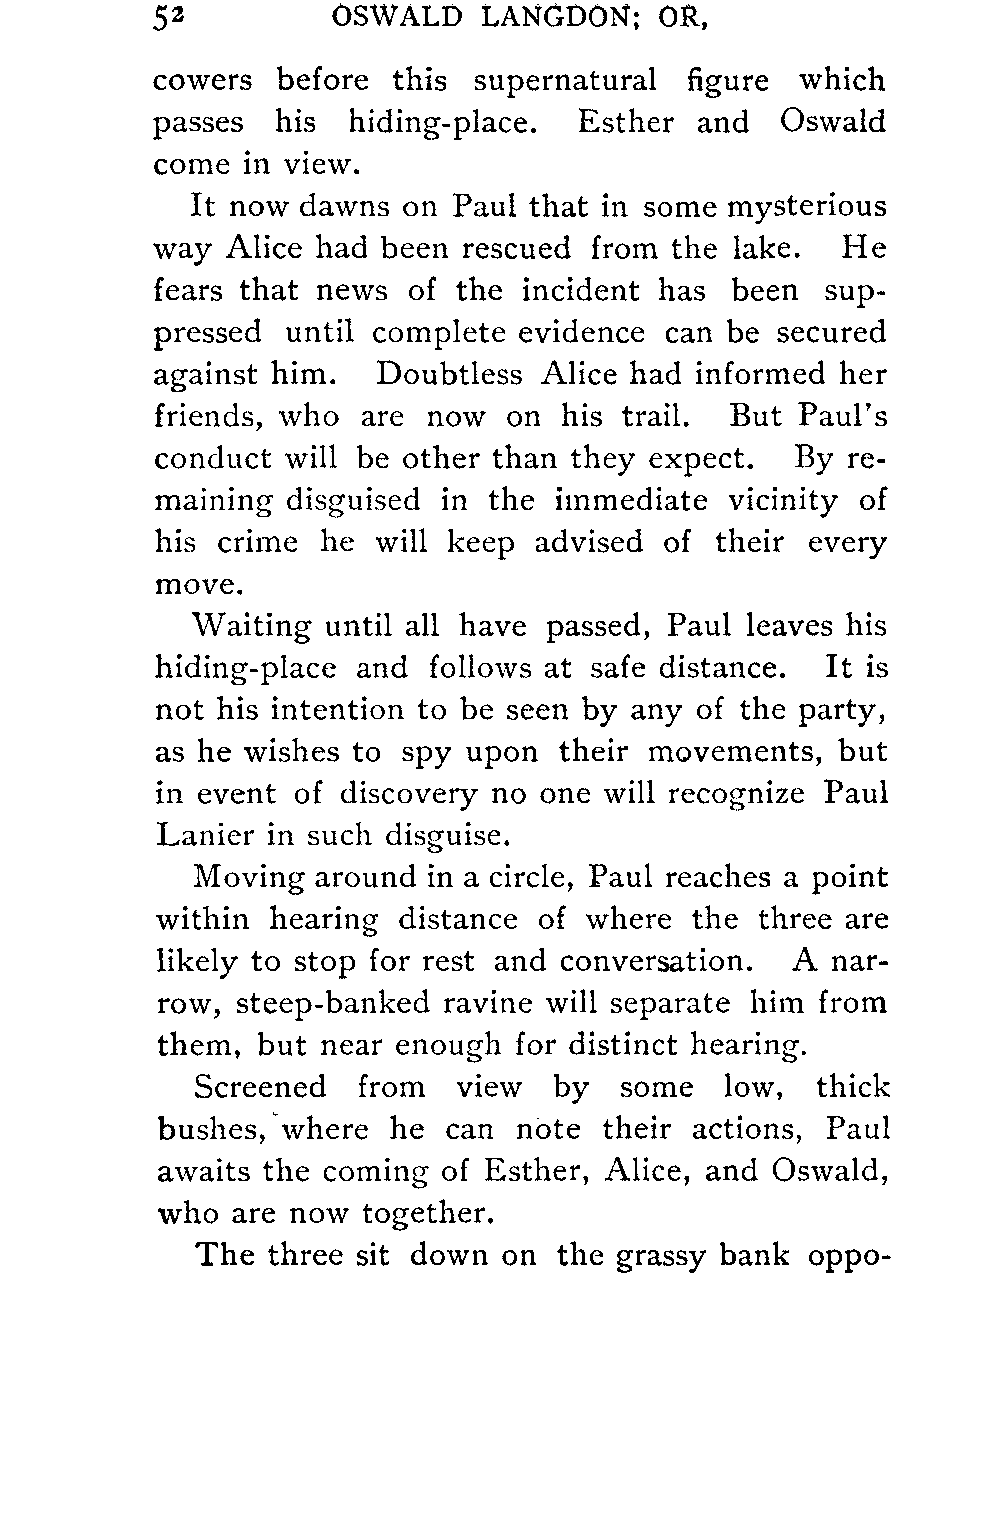 52 OSWALD LANGDON; OR,
cowers before this supernatural figure which
passes his hiding-place. Esther and Oswald
come in view.
It now dawns on Paul that in some mysterious
way Alice had been rescued from the lake. He
fears that news of the incident has been sup-
pressed until complete evidence can be secured
against him. Doubtless Alice had informed her
friends, who are now on his trail. But Paul's
conduct will be other than they expect. By re-
maining disguised in the immediate vicinity of
his crime he will keep advised of their every
move.
Waiting until all have passed, Paul leaves his
hiding-place and follows at safe distance. It is
not his intention to be seen by any of the party,
as he wishes to spy upon their movements, but
in event of discovery no one will recognize Paul
Lanier in such disguise.
Moving around in a circle, Paul reaches a point
within hearing distance of where the three are
likely to stop for rest and conversation. A nar-
row, steep-banked ravine will separate him from
them, but near enough for distinct hearing.
Screened from view by some low, thick
bushes, where he can note their actions, Paul
awaits the coming of Esther, Alice, and Oswald,
who are now together.
The three sit down on the grassy bank oppo-